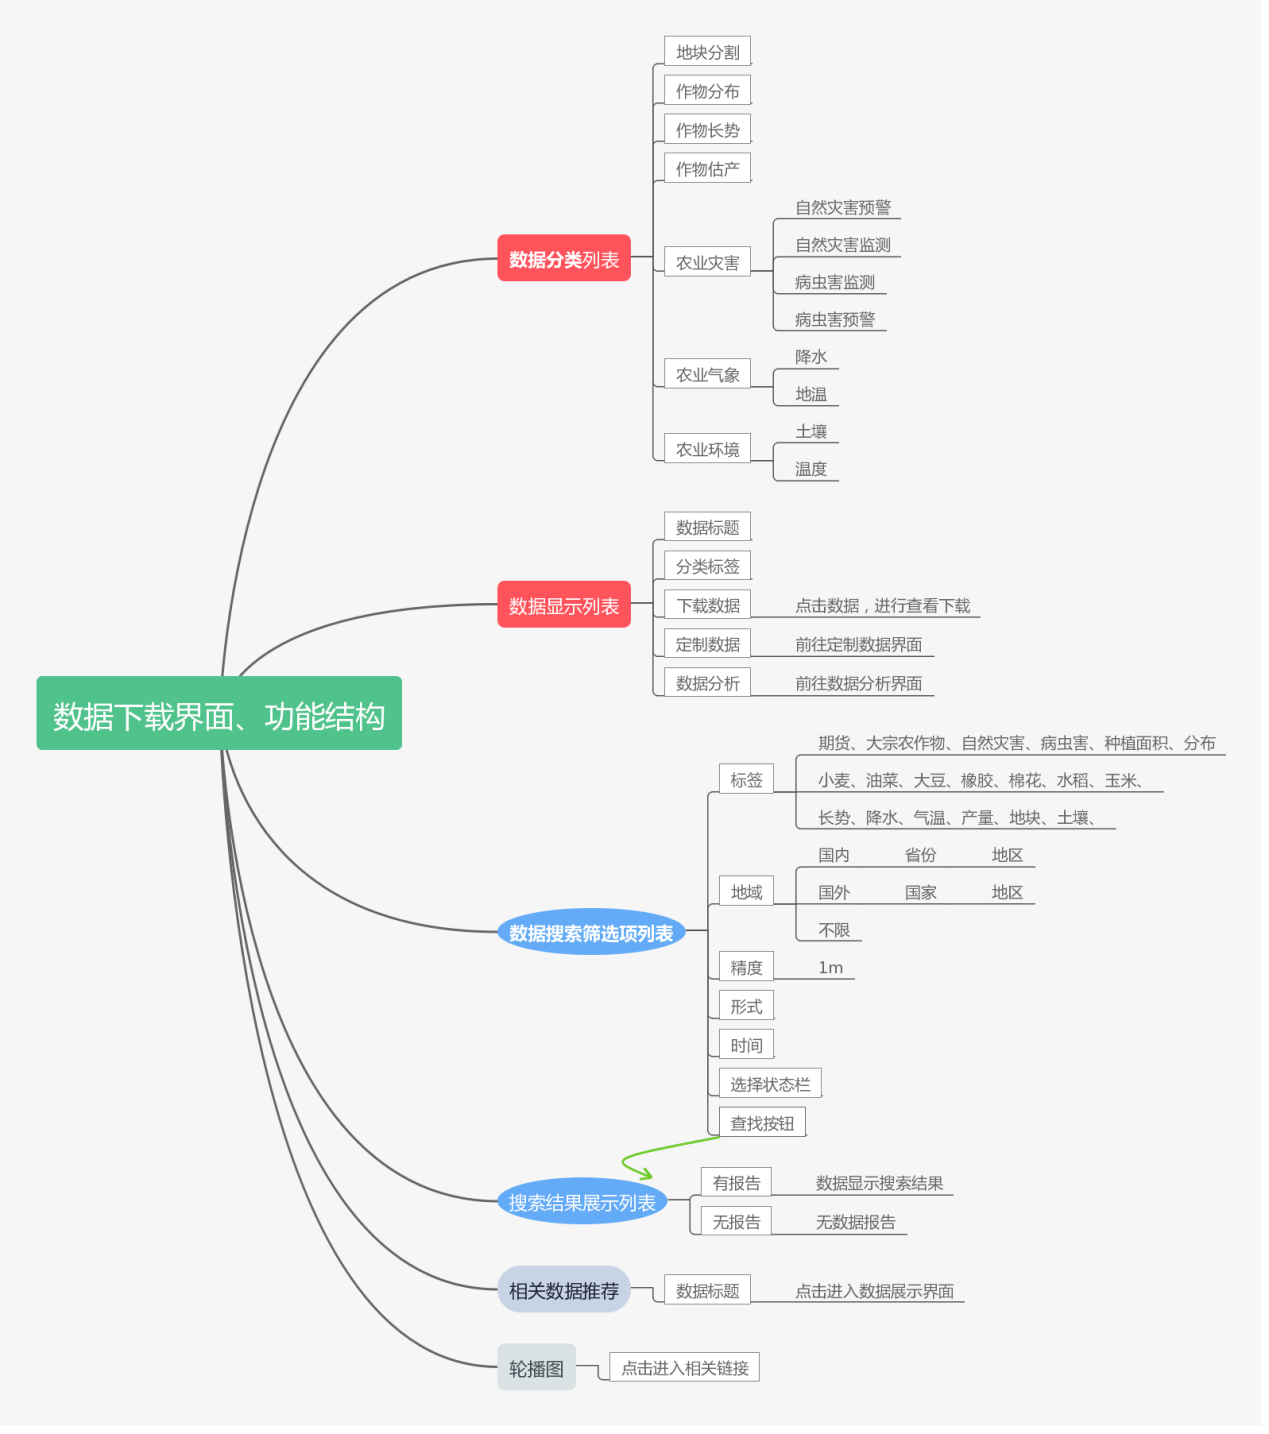 数据下载界面、功能结构
数据分类列表
地块分割
作物分布
作物长势
作物估产
农业灾害
自然灾害预警
自然灾害监测
病虫害监测
病虫害预警
农业气象
降水
地温
农业环境
土壤
温度
数据显示列表
数据标题
分类标签
下载数据
点击数据，进行查看下载
定制数据
前往定制数据界面
数据分析
前往数据分析界面
数据搜索筛选项列表
标签
期货、大宗农作物、自然灾害、病虫害、种植面积、分布
小麦、油菜、大豆、橡胶、棉花、水稻、玉米、
长势、降水、气温、产量、地块、土壤、
地域
国内 省份 地区
国外 国家 地区
不限
精度
1m
形式
时间
选择状态栏
查找按钮
搜索结果展示列表
有报告
数据显示搜索结果
无报告
无数据报告
相关数据推荐
数据标题
点击进入数据展示界面
轮播图
点击进入相关链接